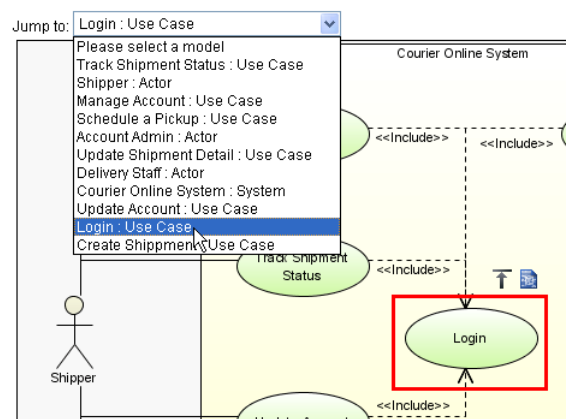 Jump to: Login : Use Case
Please select a model
Track Shipment Status : Use Case
Shipper : Actor
Manage Account : Use Case
Schedule a Pickup : Use Case
Account Admin : Actor
Update Shipment Detail : Use Case
Delivery Staff : Actor
Courier Online System : System
Update Account : Use Case
Login : Use Case
Create Shippment : Use Case
Courier Online System
<<Include>>
<<Include>>
Track Shipment
Status
<<Include>>
Login
Shipper
<<Include>>